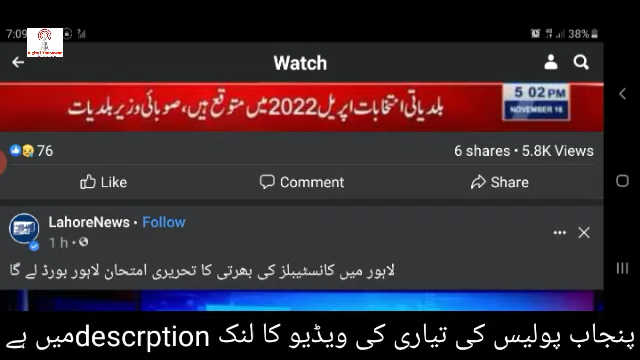 7:09
38%
Watch
بلدیاتی انتخابات اپریل 2022 میں متوقع ہیں، صوبائی وزیر بلدیات
5 02 PM
NOVEMBER 16
76
6 shares • 5.8K Views
Like Comment Share
LahoreNews • Follow
1 h •
لاہور میں کانسٹیبلز کی بھرتی کا تحریری امتحان لاہور بورڈ لے گا
پنجاب پولیس کی تیاری کی ویڈیو کا لنک descrption میں ہے